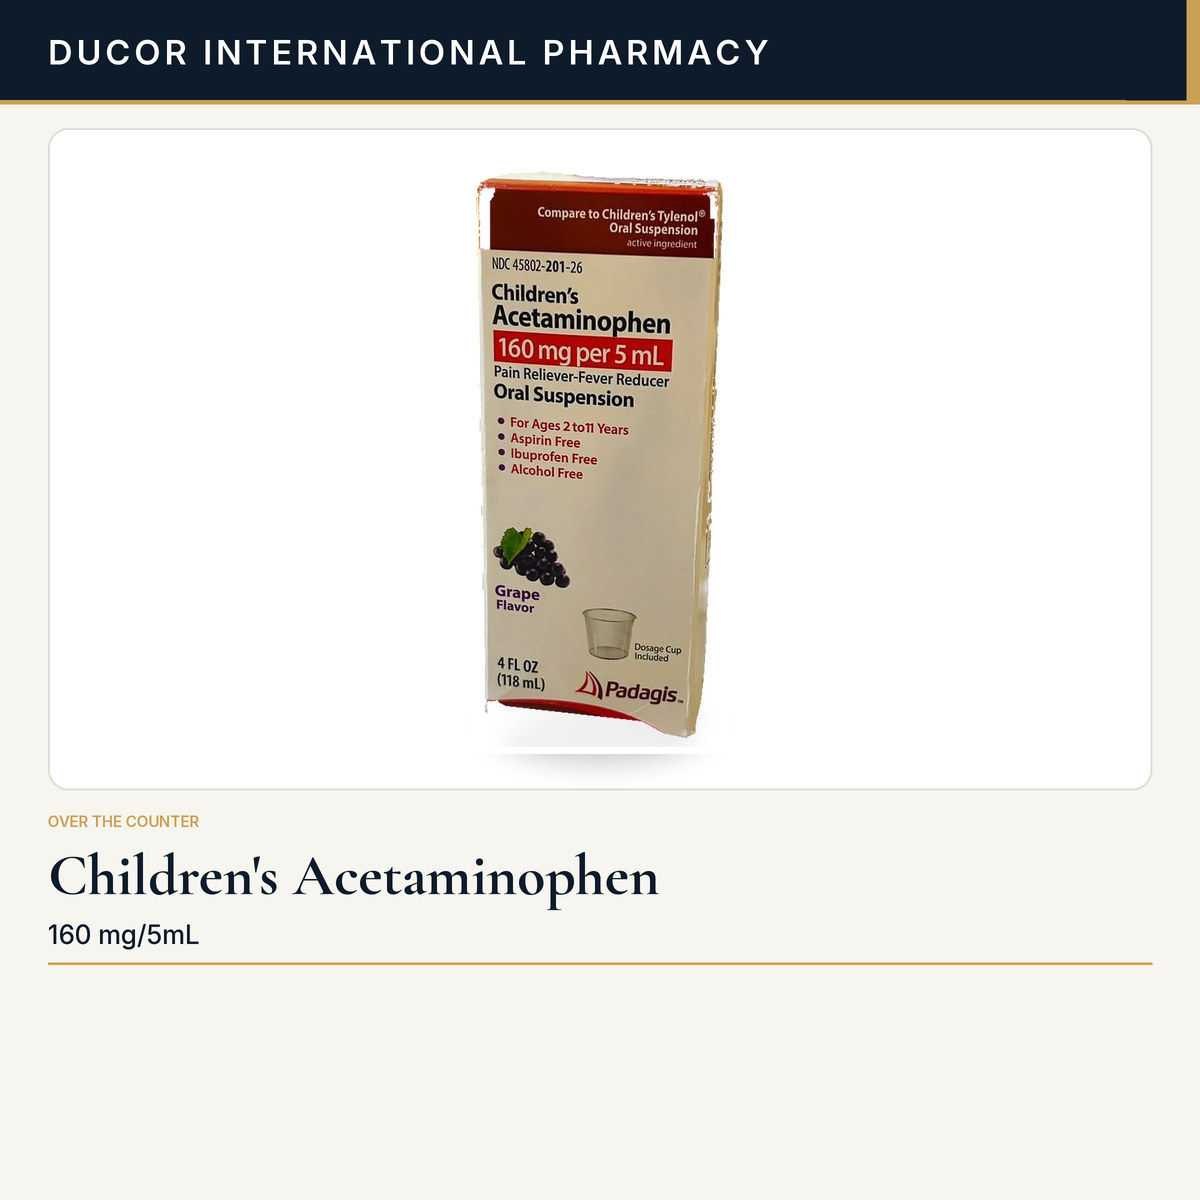 DUCOR INTERNATIONAL PHARMACY
Compare to Children's Tylenol®
Oral Suspension
active ingredient
NDC 45802-201-26
Children's
Acetaminophen
160 mg per 5 mL
Pain Reliever-Fever Reducer
Oral Suspension
• For Ages 2 to 11 Years
• Aspirin Free
• Ibuprofen Free
• Alcohol Free
Grape
Flavor
Dosage Cup
Included
4 FL OZ
(118 mL)
Padagis™
OVER THE COUNTER
Children's Acetaminophen
160 mg/5mL